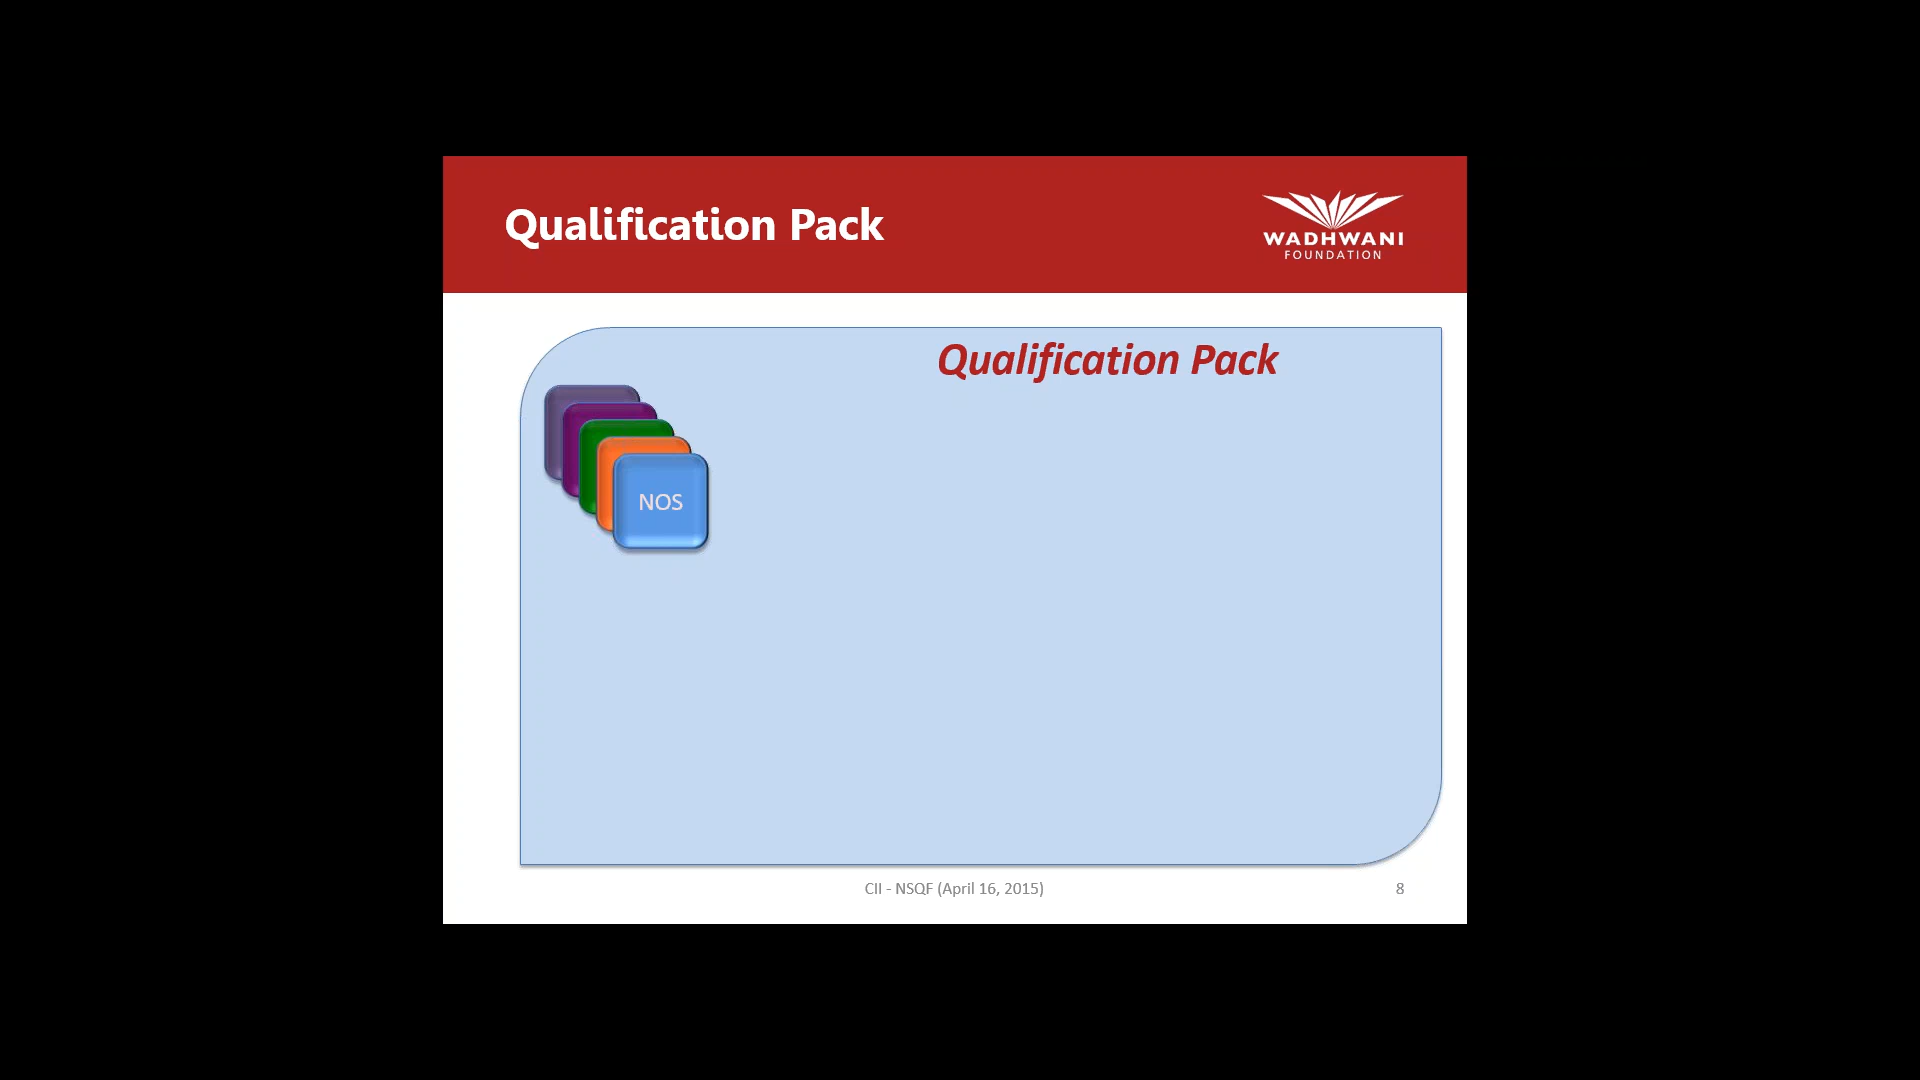 Qualification Pack
WADHWANI
FOUNDATION
Qualification Pack
NOS
CII - NSQF (April 16, 2015)
8